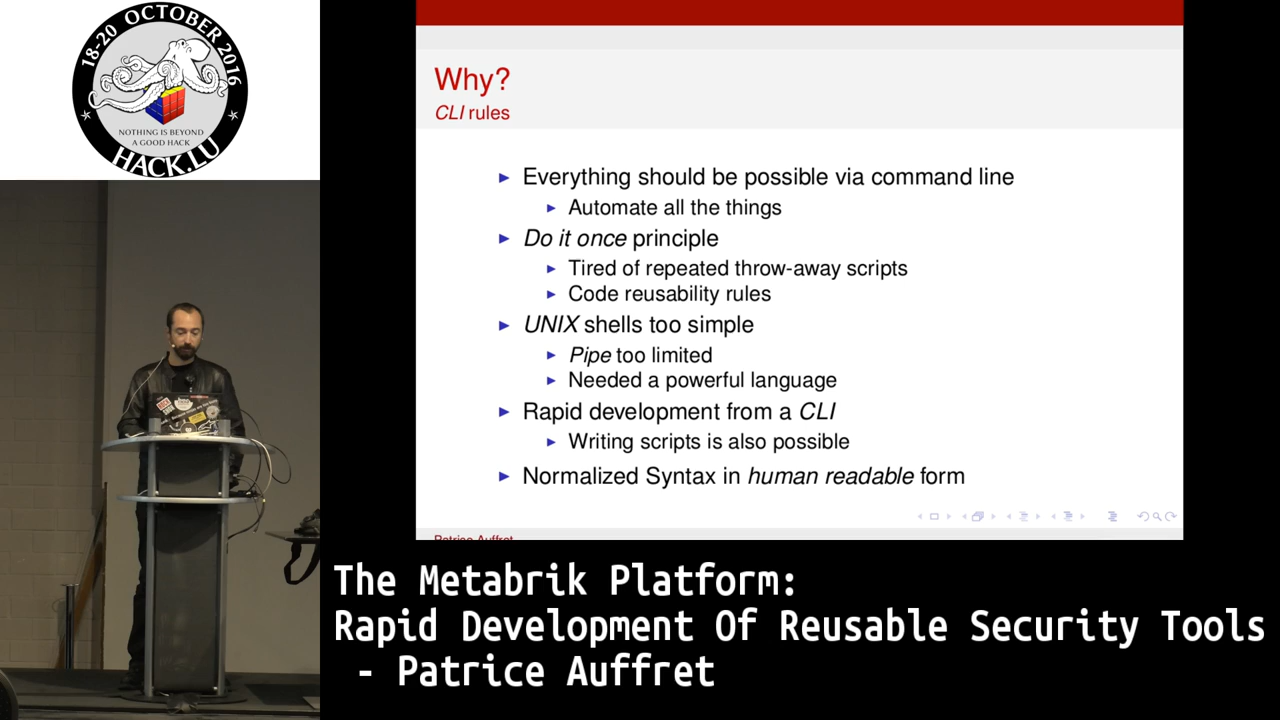 18-20 OCTOBER 2016
NOTHING IS BEYOND
A GOOD HACK
HACK.LU
Why?
CLI rules
Everything should be possible via command line
Automate all the things
Do it once principle
Tired of repeated throw-away scripts
Code reusability rules
UNIX shells too simple
Pipe too limited
Needed a powerful language
Rapid development from a CLI
Writing scripts is also possible
Normalized Syntax in human readable form
Patrice Auffret
The Metabrik Platform:
Rapid Development Of Reusable Security Tools
- Patrice Auffret